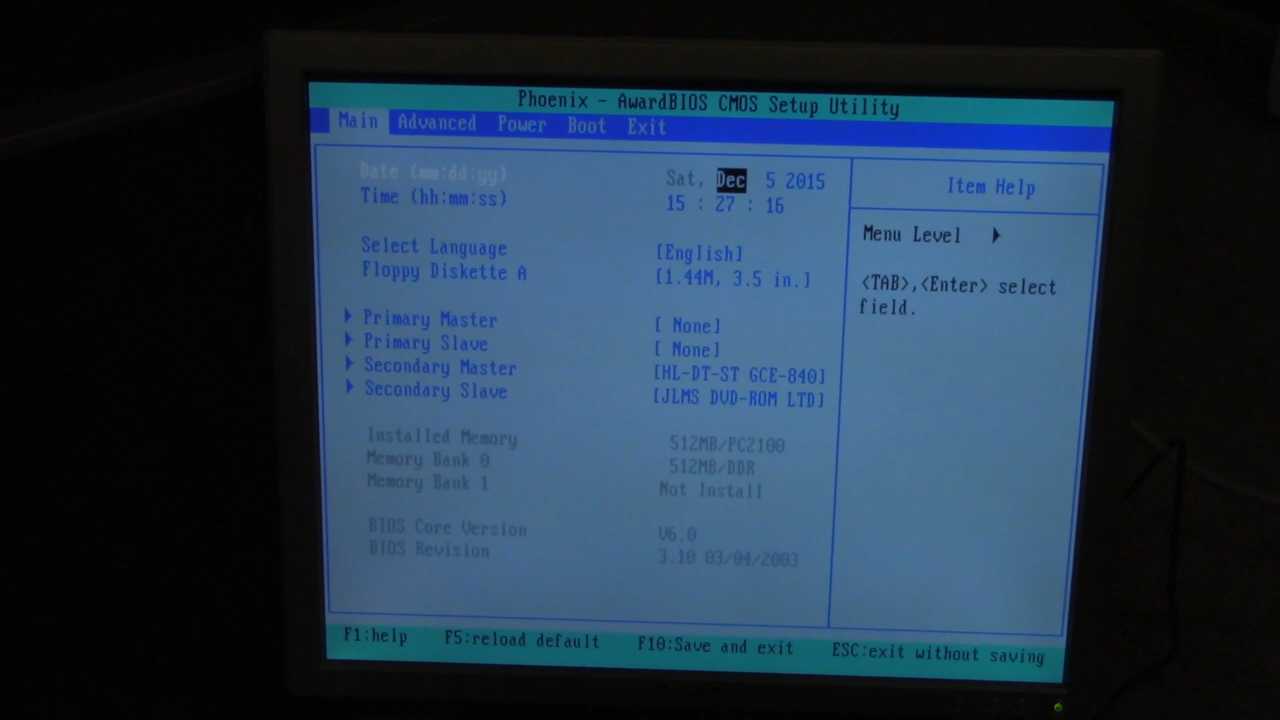 Phoenix - AwardBIOS CMOS Setup Utility
Main Advanced Power Boot Exit
Date (mm:dd:yy) Sat, Dec 5 2015
Time (hh:mm:ss) 15 : 27 : 16
Select Language [English]
Floppy Diskette A [1.44M, 3.5 in.]
Primary Master [ None]
Primary Slave [ None]
Secondary Master [HL-DT-ST GCE-840]
Secondary Slave [JLMS DVD-ROM LTD]
Installed Memory 512MB/PC2100
Memory Bank 0 512MB/DDR
Memory Bank 1 Not Install
BIOS Core Version V6.0
BIOS Revision 3.10 03/04/2003
Item Help
Menu Level
<TAB>,<Enter> select
field.
F1:help F5:reload default F10:Save and exit ESC:exit without saving